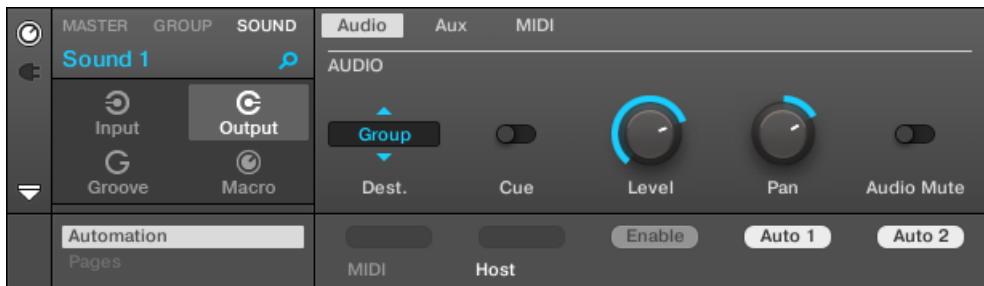 MASTER GROUP SOUND
Sound 1
Input Output
Groove Macro
Automation
Pages
Audio Aux MIDI
AUDIO
Group
Dest. Cue Level Pan Audio Mute
Enable Auto 1 Auto 2
MIDI Host